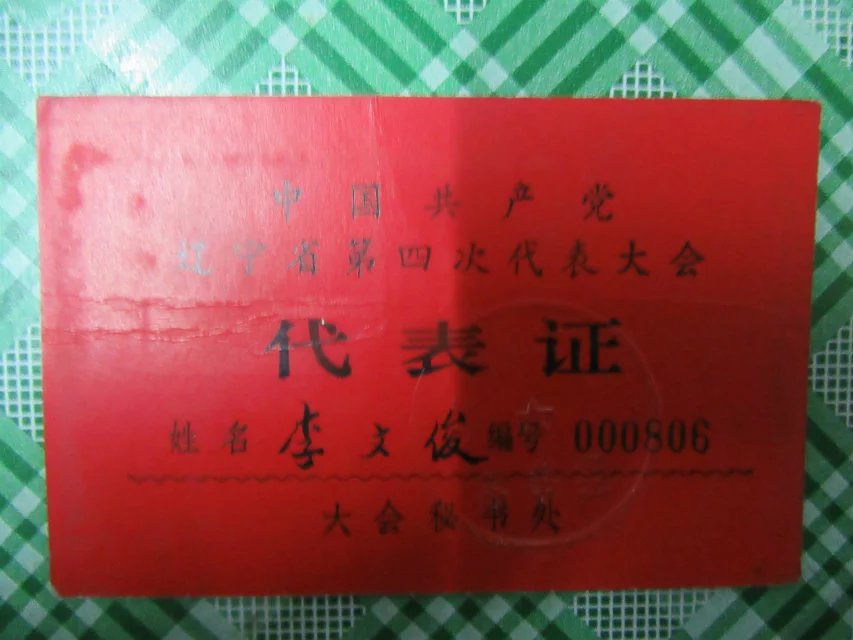 中国共产党
辽宁省第四次代表大会
代表证
姓名 李文俊 编号 000806
大会秘书处